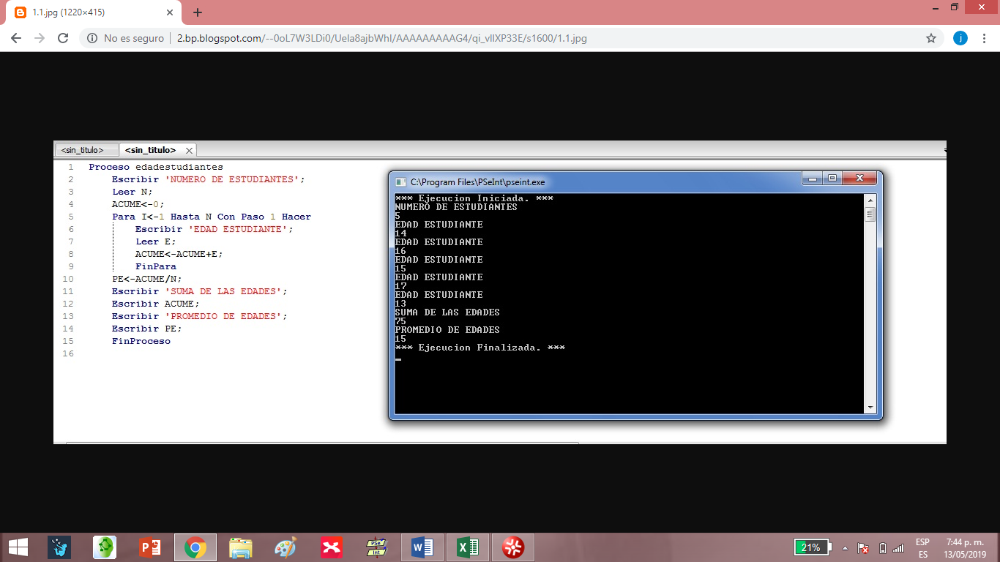 1.1.jpg (1220×415)
No es seguro
2.bp.blogspot.com/--0oL7W3LDi0/Uela8ajbWhI/AAAAAAAAAG4/qi_vlIXP33E/s1600/1.1.jpg
j
<sin_titulo>
<sin_titulo>
1 Proceso edadestudiantes
2 Escribir 'NUMERO DE ESTUDIANTES';
3 Leer N;
4 ACUME<-0;
5 Para I<-1 Hasta N Con Paso 1 Hacer
6 Escribir 'EDAD ESTUDIANTE';
7 Leer E;
8 ACUME<-ACUME+E;
9 FinPara
10 PE<-ACUME/N;
11 Escribir 'SUMA DE LAS EDADES';
12 Escribir ACUME;
13 Escribir 'PROMEDIO DE EDADES';
14 Escribir PE;
15 FinProceso
16
C:\Program Files\PSeInt\pseint.exe
*** Ejecucion Iniciada. ***
NUMERO DE ESTUDIANTES
5
EDAD ESTUDIANTE
14
EDAD ESTUDIANTE
16
EDAD ESTUDIANTE
15
EDAD ESTUDIANTE
17
EDAD ESTUDIANTE
13
SUMA DE LAS EDADES
75
PROMEDIO DE EDADES
15
*** Ejecucion Finalizada. ***
PSe
Int
21%
ESP
ES
7:44 p. m.
13/05/2019